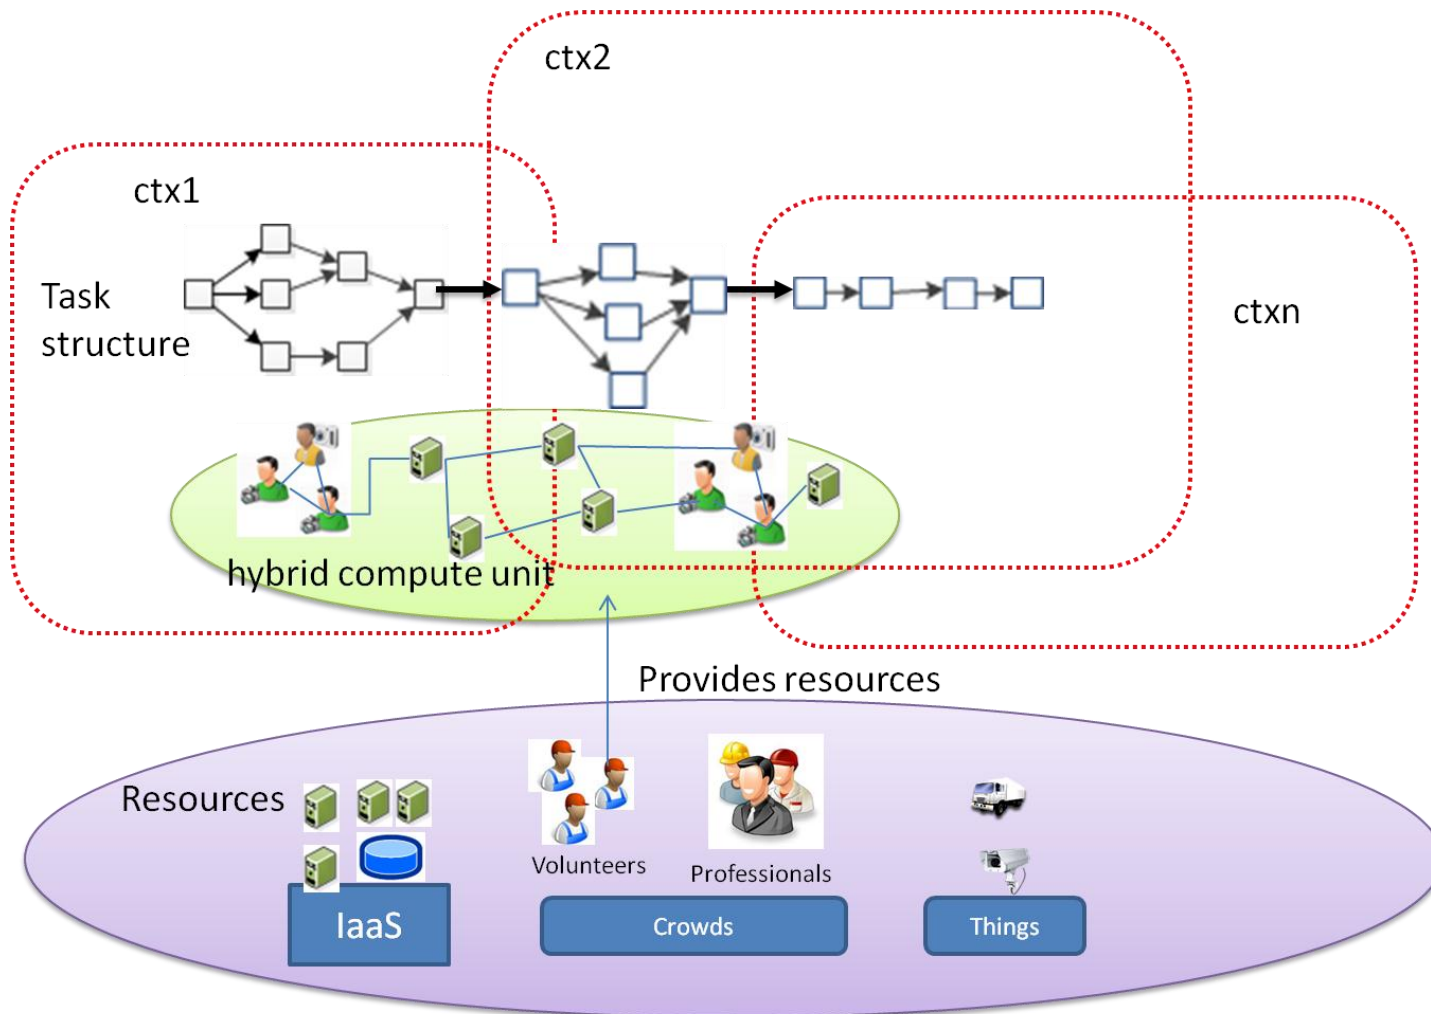 ctx2
ctx1
Task
structure
ctxn
hybrid compute unit
Provides resources
Resources
Volunteers
Professionals
IaaS
Crowds
Things